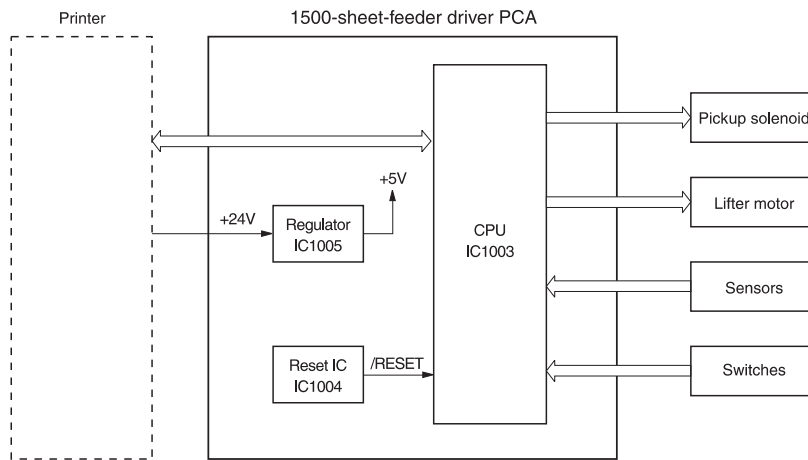 Printer
1500-sheet-feeder driver PCA
Pickup solenoid
+5V
+24V
Regulator
IC1005
Lifter motor
CPU
IC1003
Sensors
Reset IC
IC1004
/RESET
Switches